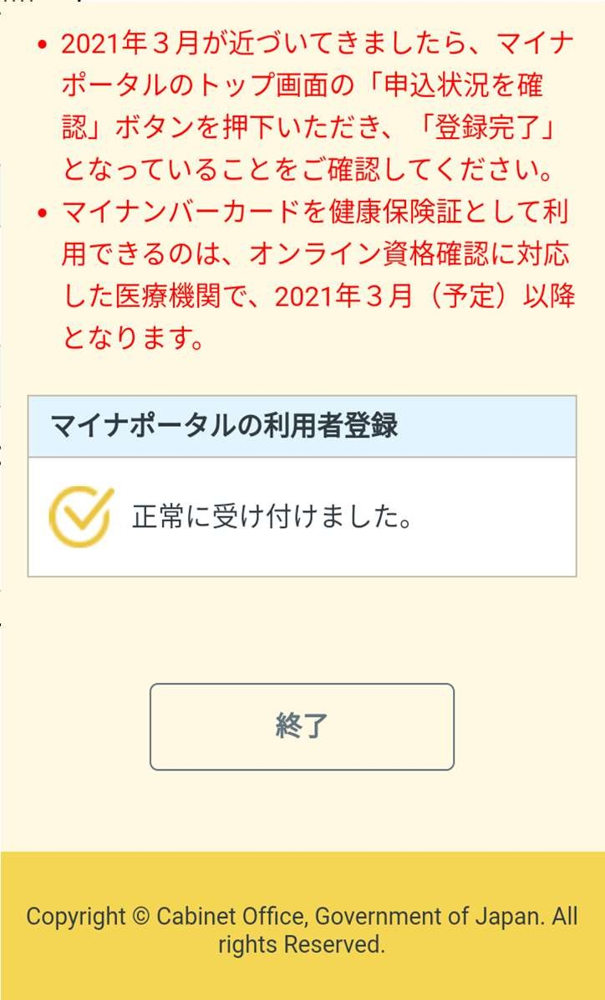 • 2021年３月が近づいてきましたら、マイナ
ポータルのトップ画面の「申込状況を確
認」ボタンを押下いただき、「登録完了」
となっていることをご確認してください。
• マイナンバーカードを健康保険証として利
用できるのは、オンライン資格確認に対応
した医療機関で、2021年３月（予定）以降
となります。
マイナポータルの利用者登録
正常に受け付けました。
終了
Copyright © Cabinet Office, Government of Japan. All
rights Reserved.